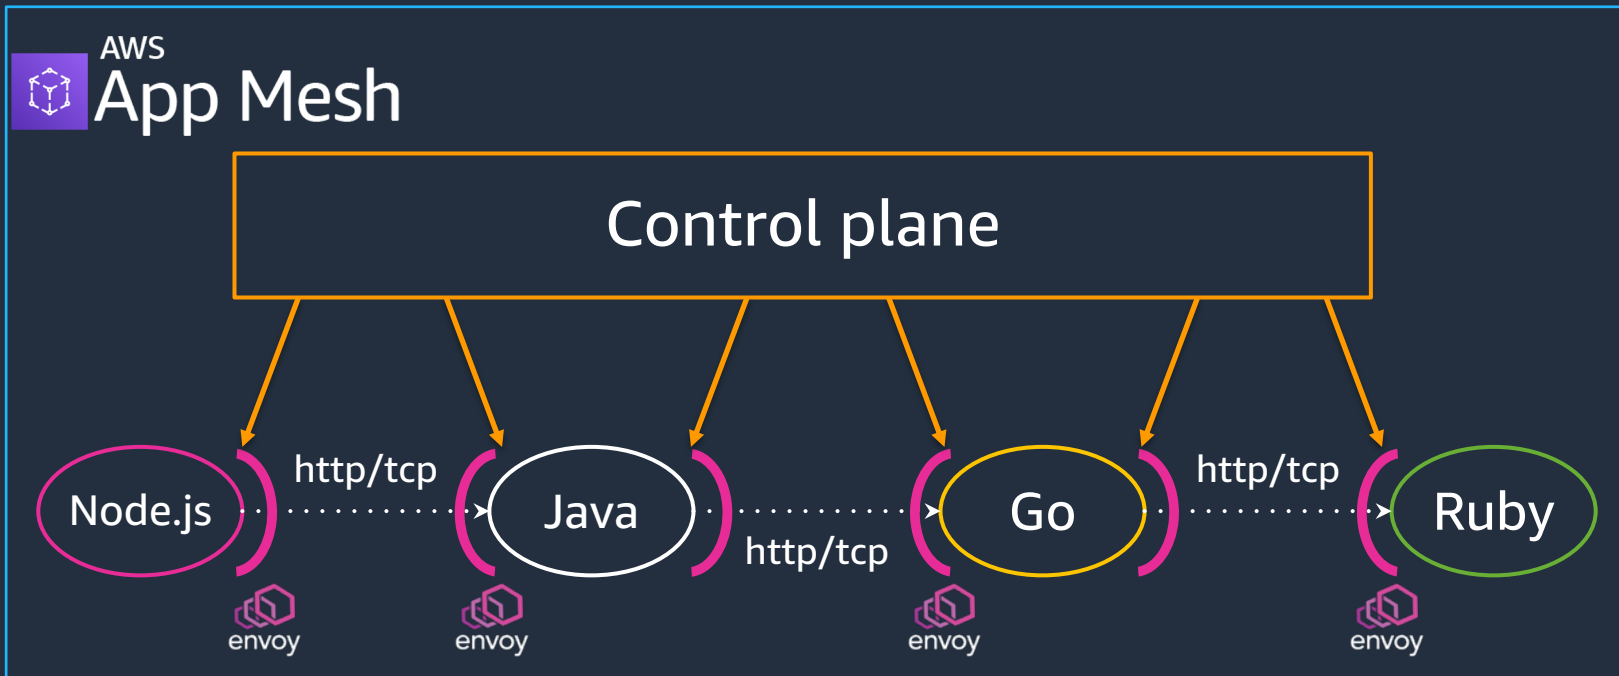 AWS
App Mesh
Control plane
http/tcp
http/tcp
Node.js
Java
Go
Ruby
http/tcp
envoy
envoy
envoy
envoy